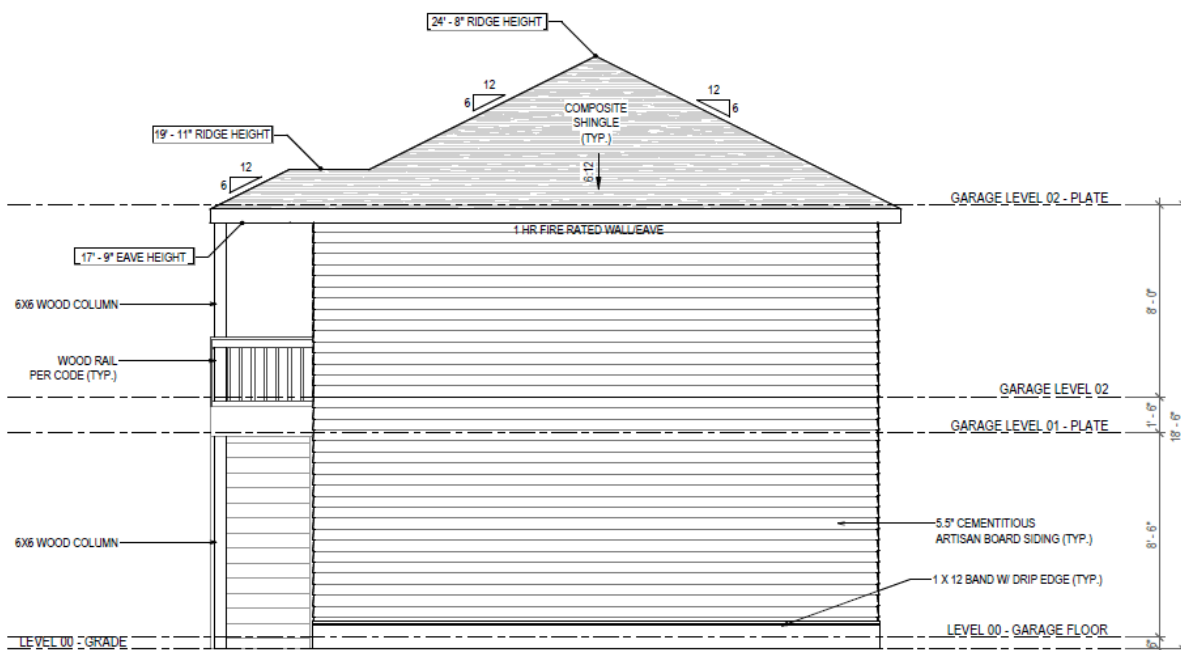 24' - 8" RIDGE HEIGHT
12
6
12
6
COMPOSITE
SHINGLE
(TYP.)
6:12
19' - 11" RIDGE HEIGHT
12
6
GARAGE LEVEL 02 - PLATE
1 HR FIRE RATED WALL/EAVE
17' - 9" EAVE HEIGHT
6X6 WOOD COLUMN
8' - 0"
WOOD RAIL
PER CODE (TYP.)
GARAGE LEVEL 02
1' - 6"
18' - 6"
GARAGE LEVEL 01 - PLATE
5.5" CEMENTITIOUS
ARTISAN BOARD SIDING (TYP.)
6X6 WOOD COLUMN
8' - 6"
1 X 12 BAND W/ DRIP EDGE (TYP.)
LEVEL 00 - GARAGE FLOOR
LEVEL 00 - GRADE
6"